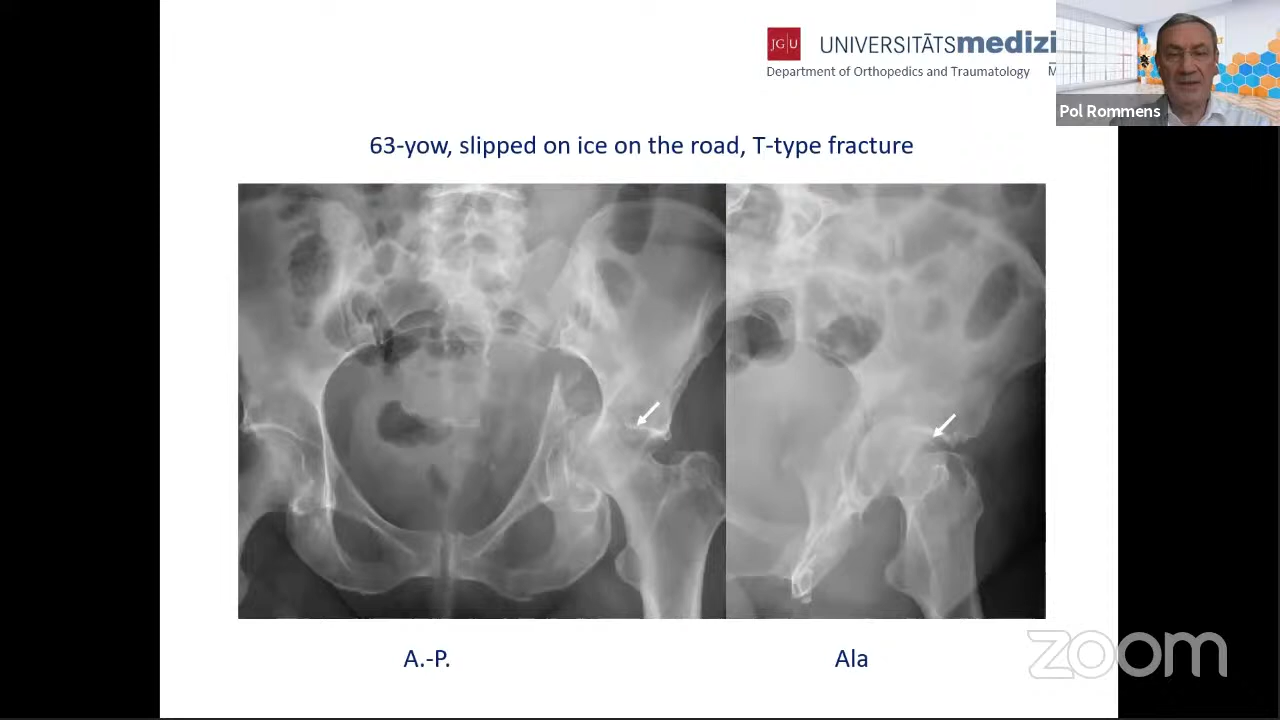 JG|U UNIVERSITÄTSmedizi
Department of Orthopedics and Traumatology M
Pol Rommens
63-yow, slipped on ice on the road, T-type fracture
A.-P.
Ala
zoom